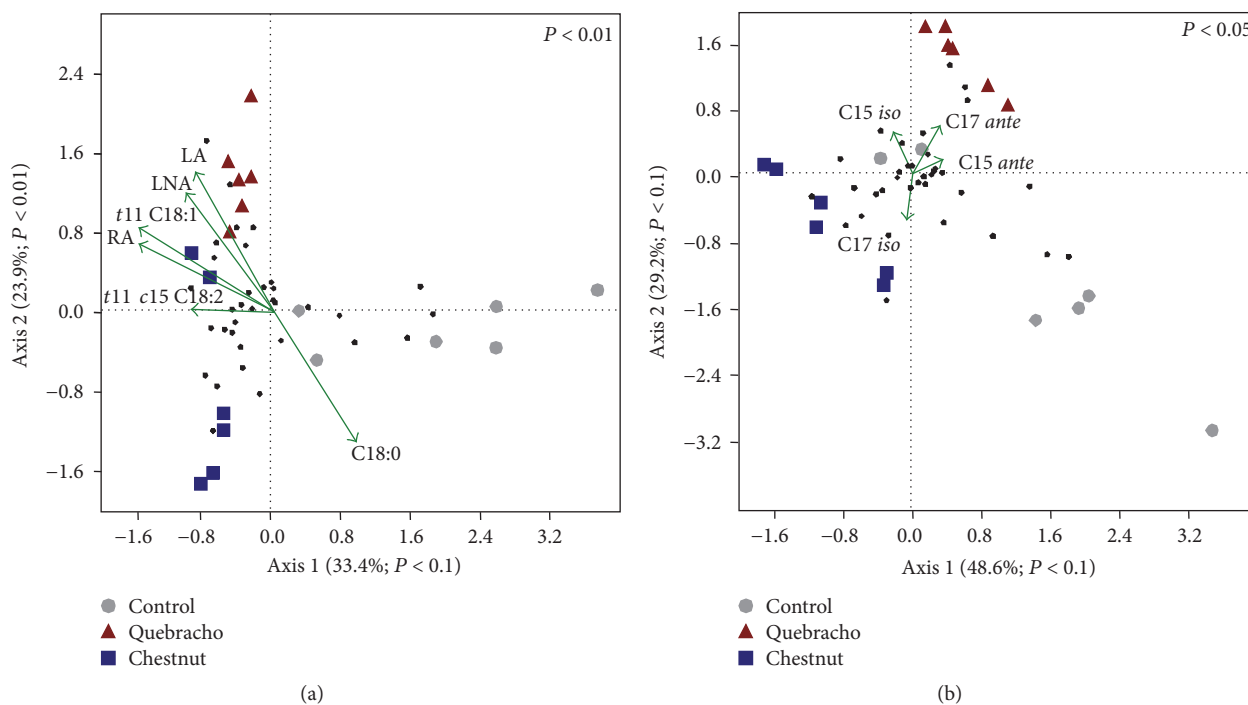 P < 0.01
2.4
1.6
0.8
0.0
−0.8
−1.6
Axis 2 (23.9%; P < 0.01)
LA
LNA
t11 C18:1
RA
t11 c15 C18:2
C18:0
−1.6 −0.8 0.0 0.8 1.6 2.4 3.2
Axis 1 (33.4%; P < 0.1)
Control
Quebracho
Chestnut
(a)
P < 0.05
1.6
0.8
0.0
−0.8
−1.6
−2.4
−3.2
Axis 2 (29.2%; P < 0.1)
C15 iso
C17 ante
C15 ante
C17 iso
−1.6 −0.8 0.0 0.8 1.6 2.4 3.2
Axis 1 (48.6%; P < 0.1)
Control
Quebracho
Chestnut
(b)